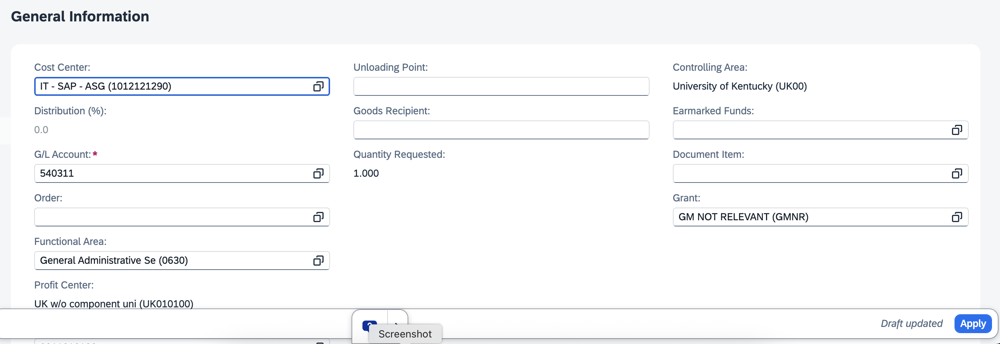 General Information
Cost Center:
IT - SAP - ASG (1012121290)
Distribution (%):
0.0
G/L Account:*
540311
Order:
Functional Area:
General Administrative Se (0630)
Profit Center:
UK w/o component uni (UK010100)
Unloading Point:
Goods Recipient:
Quantity Requested:
1.000
Controlling Area:
University of Kentucky (UK00)
Earmarked Funds:
Document Item:
Grant:
GM NOT RELEVANT (GMNR)
Draft updated
Apply
Screenshot